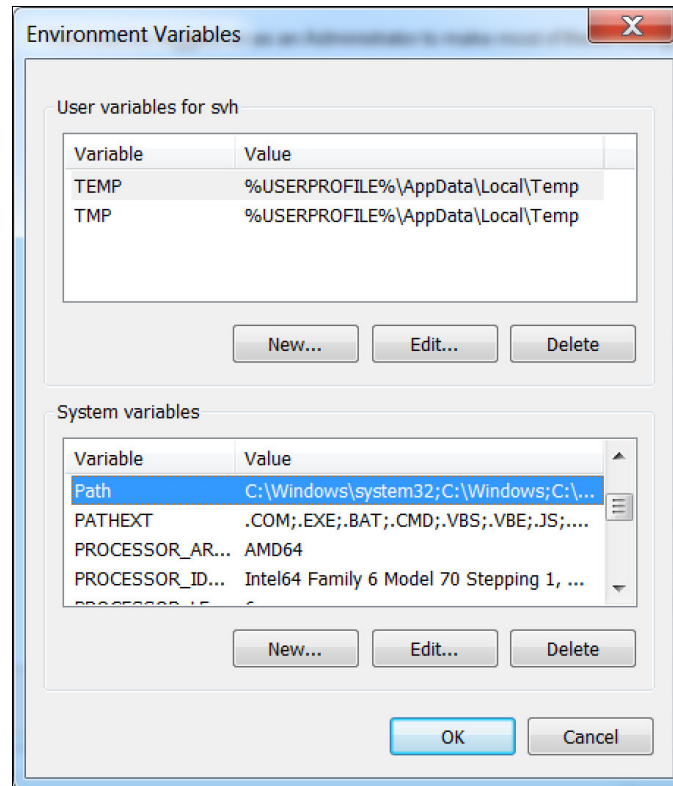 Environment Variables
User variables for svh
Variable Value
TEMP %USERPROFILE%\AppData\Local\Temp
TMP %USERPROFILE%\AppData\Local\Temp
New... Edit... Delete
System variables
Variable Value
Path C:\Windows\system32;C:\Windows;C:\...
PATHEXT .COM;.EXE;.BAT;.CMD;.VBS;.VBE;.JS;....
PROCESSOR_AR... AMD64
PROCESSOR_ID... Intel64 Family 6 Model 70 Stepping 1, ...
New... Edit... Delete
OK Cancel